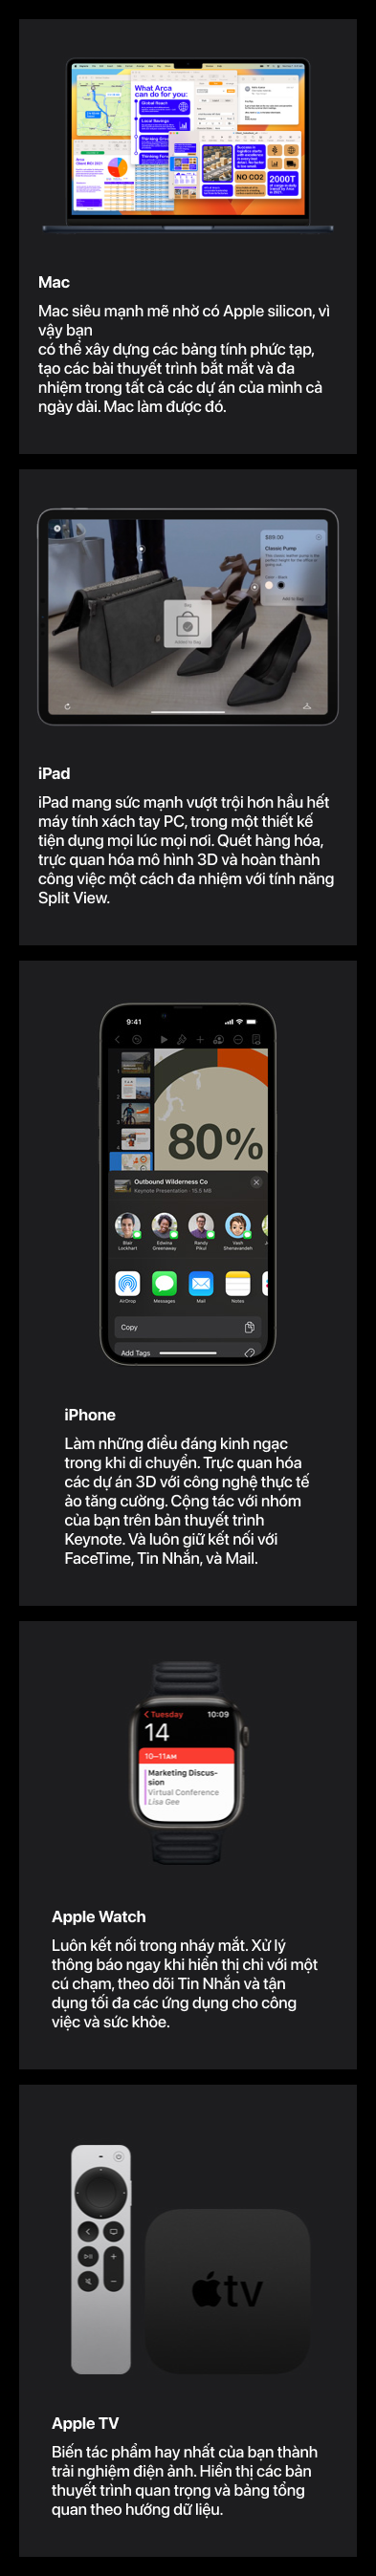 What Arca
can do for you:
Global Reach
Local Savings
NO CO2
2000T
Mac
Mac siêu mạnh mẽ nhờ có Apple silicon, vì
vậy bạn
có thể xây dựng các bảng tính phức tạp,
tạo các bài thuyết trình bắt mắt và đa
nhiệm trong tất cả các dự án của mình cả
ngày dài. Mac làm được đó.
$89.00
Classic Pump
Add to Bag
Bag
Added to Bag
iPad
iPad mang sức mạnh vượt trội hơn hầu hết
máy tính xách tay PC, trong một thiết kế
tiện dụng mọi lúc mọi nơi. Quét hàng hóa,
trực quan hóa mô hình 3D và hoàn thành
công việc một cách đa nhiệm với tính năng
Split View.
9:41
1
2
3
4
80%
Outbound Wilderness Co
Keynote Presentation · 15.5 MB
Blair Edwina Randy Vash
Lockhart Greenaway Pikul Shenavandeh
AirDrop Messages Mail Notes
Copy
Add Tags
iPhone
Làm những điều đáng kinh ngạc
trong khi di chuyển. Trực quan hóa
các dự án 3D với công nghệ thực tế
ảo tăng cường. Cộng tác với nhóm
của bạn trên bản thuyết trình
Keynote. Và luôn giữ kết nối với
FaceTime, Tin Nhắn, và Mail.
Tuesday 10:09
14
10–11AM
Marketing Discus-
sion
Virtual Conference
Lisa Gee
Apple Watch
Luôn kết nối trong nháy mắt. Xử lý
thông báo ngay khi hiển thị chỉ với một
cú chạm, theo dõi Tin Nhắn và tận
dụng tối đa các ứng dụng cho công
việc và sức khỏe.
tv
Apple TV
Biến tác phẩm hay nhất của bạn thành
trải nghiệm điện ảnh. Hiển thị các bản
thuyết trình quan trọng và bảng tổng
quan theo hướng dữ liệu.